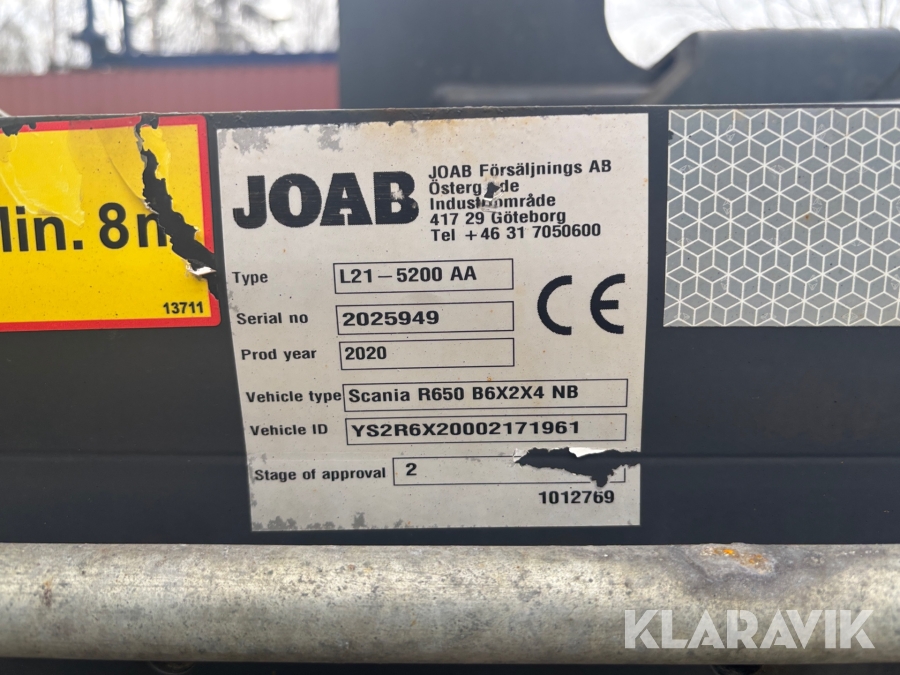 KLARAVIK
lin. 8m
13711
JOAB
JOAB Försäljnings AB
Industriområde
417 29 Göteborg
Tel +46 31 7050600
Type L21-5200 AA
CE
Serial no 2025949
Prod year 2020
Vehicle type Scania R650 B6X2X4 NB
Vehicle ID YS2R6X20002171961
Stage of approval 2
1012769
KLARAVIK